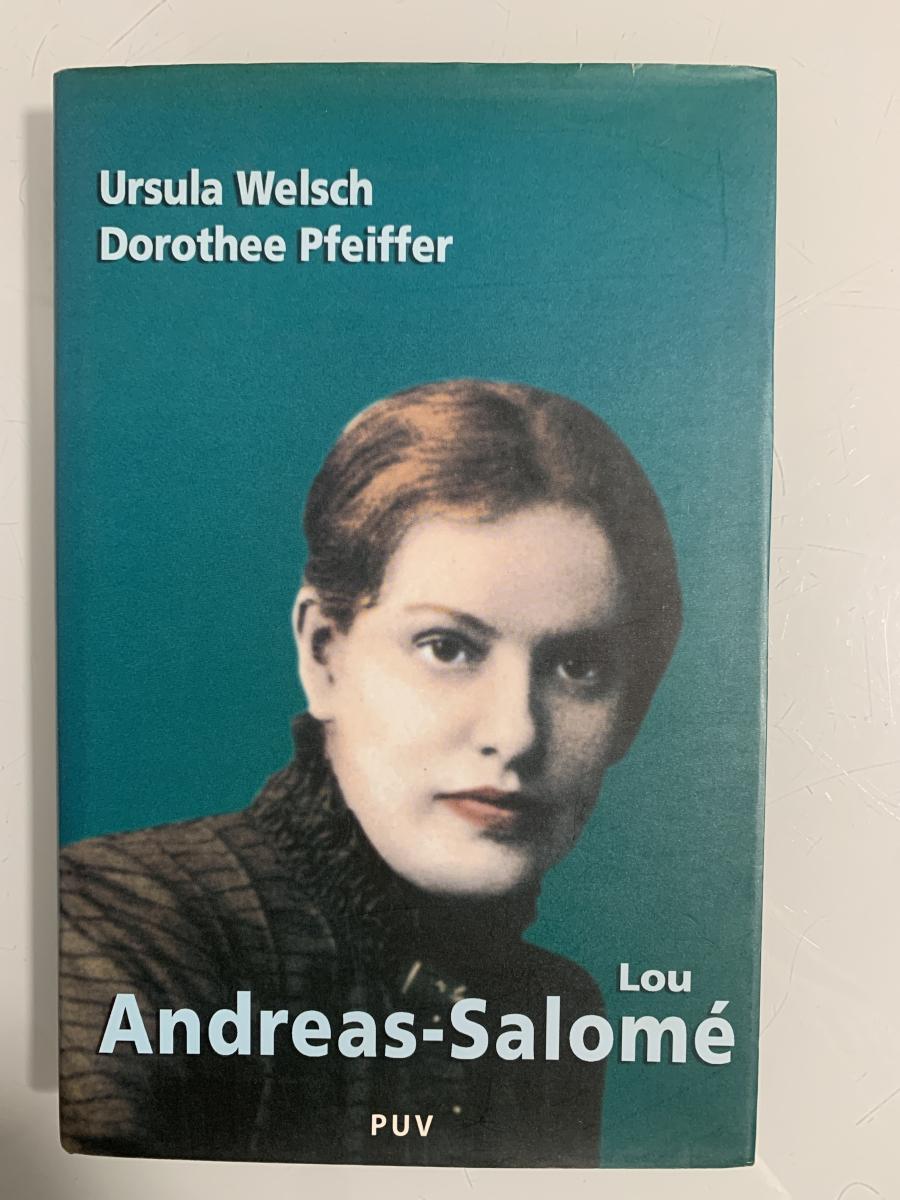 Ursula Welsch
Dorothee Pfeiffer
Lou
Andreas-Salomé
PUV